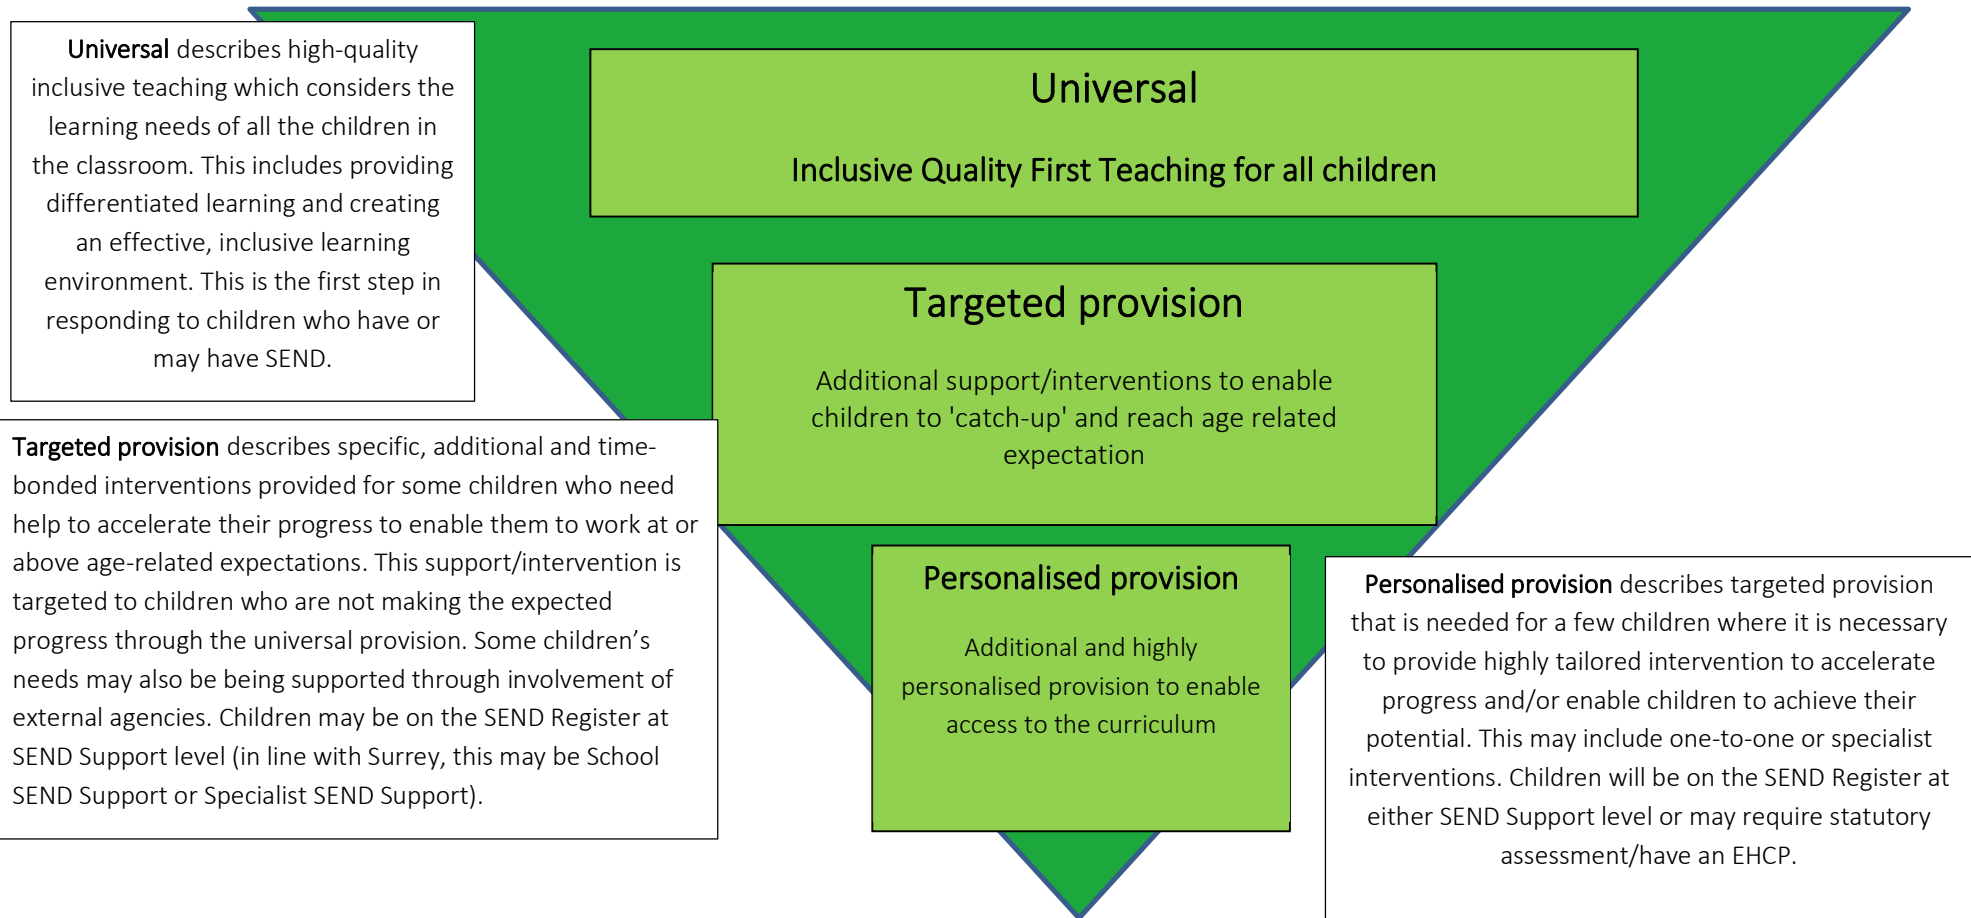 Universal describes high-quality
inclusive teaching which considers the
learning needs of all the children in
the classroom. This includes providing
differentiated learning and creating
an effective, inclusive learning
environment. This is the first step in
responding to children who have or
may have SEND.
Universal
Inclusive Quality First Teaching for all children
Targeted provision
Additional support/interventions to enable
children to 'catch-up' and reach age related
expectation
Targeted provision describes specific, additional and time-
bonded interventions provided for some children who need
help to accelerate their progress to enable them to work at or
above age-related expectations. This support/intervention is
targeted to children who are not making the expected
progress through the universal provision. Some children’s
needs may also be being supported through involvement of
external agencies. Children may be on the SEND Register at
SEND Support level (in line with Surrey, this may be School
SEND Support or Specialist SEND Support).
Personalised provision
Additional and highly
personalised provision to enable
access to the curriculum
Personalised provision describes targeted provision
that is needed for a few children where it is necessary
to provide highly tailored intervention to accelerate
progress and/or enable children to achieve their
potential. This may include one-to-one or specialist
interventions. Children will be on the SEND Register at
either SEND Support level or may require statutory
assessment/have an EHCP.